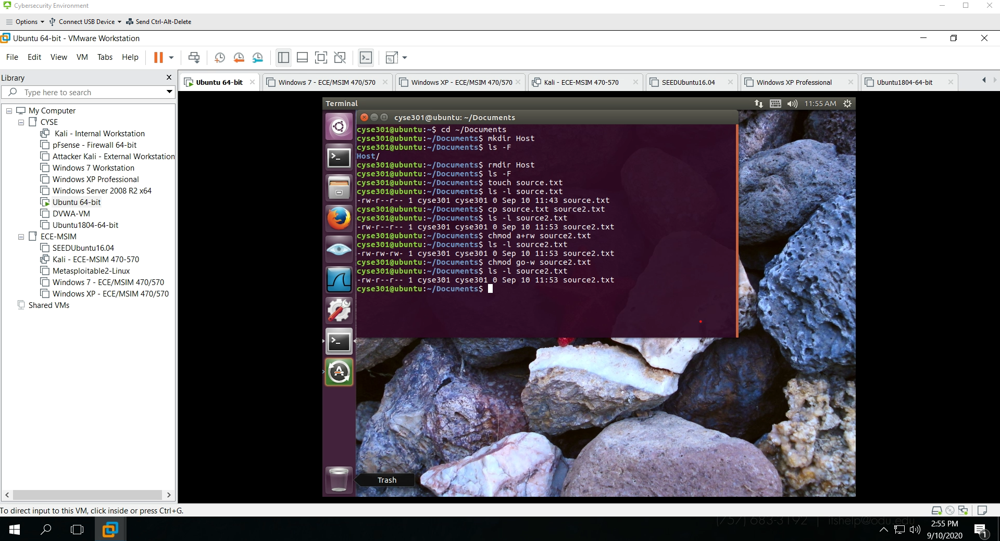 Cybersecurity Environment
Options Connect USB Device Send Ctrl-Alt-Delete
Ubuntu 64-bit - VMware Workstation
File Edit View VM Tabs Help
Library
Type here to search
My Computer
CYSE
Kali - Internal Workstation
pFsense - Firewall 64-bit
Attacker Kali - External Workstation
Windows 7 Workstation
Windows XP Professional
Windows Server 2008 R2 x64
Ubuntu 64-bit
DVWA-VM
Ubuntu1804-64-bit
ECE-MSIM
SEEDUbuntu16.04
Kali - ECE-MSIM 470-570
Metasploitable2-Linux
Windows 7 - ECE/MSIM 470/570
Windows XP - ECE/MSIM 470/570
Shared VMs
Ubuntu 64-bit Windows 7 - ECE/MSIM 470/570 Windows XP - ECE/MSIM 470/570 Kali - ECE-MSIM 470-570 SEEDUbuntu16.04 Windows XP Professional Ubuntu1804-64-bit
Terminal 11:55 AM
cyse301@ubuntu: ~/Documents
cyse301@ubuntu:~$ cd ~/Documents
cyse301@ubuntu:~/Documents$ mkdir Host
cyse301@ubuntu:~/Documents$ ls -F
Host/
cyse301@ubuntu:~/Documents$ rmdir Host
cyse301@ubuntu:~/Documents$ ls -F
cyse301@ubuntu:~/Documents$ touch source.txt
cyse301@ubuntu:~/Documents$ ls -l source.txt
-rw-r--r-- 1 cyse301 cyse301 0 Sep 10 11:43 source.txt
cyse301@ubuntu:~/Documents$ cp source.txt source2.txt
cyse301@ubuntu:~/Documents$ ls -l source2.txt
-rw-r--r-- 1 cyse301 cyse301 0 Sep 10 11:53 source2.txt
cyse301@ubuntu:~/Documents$ chmod a+rw source2.txt
cyse301@ubuntu:~/Documents$ ls -l source2.txt
-rw-rw-rw- 1 cyse301 cyse301 0 Sep 10 11:53 source2.txt
cyse301@ubuntu:~/Documents$ chmod go-w source2.txt
cyse301@ubuntu:~/Documents$ ls -l source2.txt
-rw-r--r-- 1 cyse301 cyse301 0 Sep 10 11:53 source2.txt
cyse301@ubuntu:~/Documents$
Trash
To direct input to this VM, click inside or press Ctrl+G.
(757) 683-3192 | itshelp@odu.edu
2:55 PM
9/10/2020
1